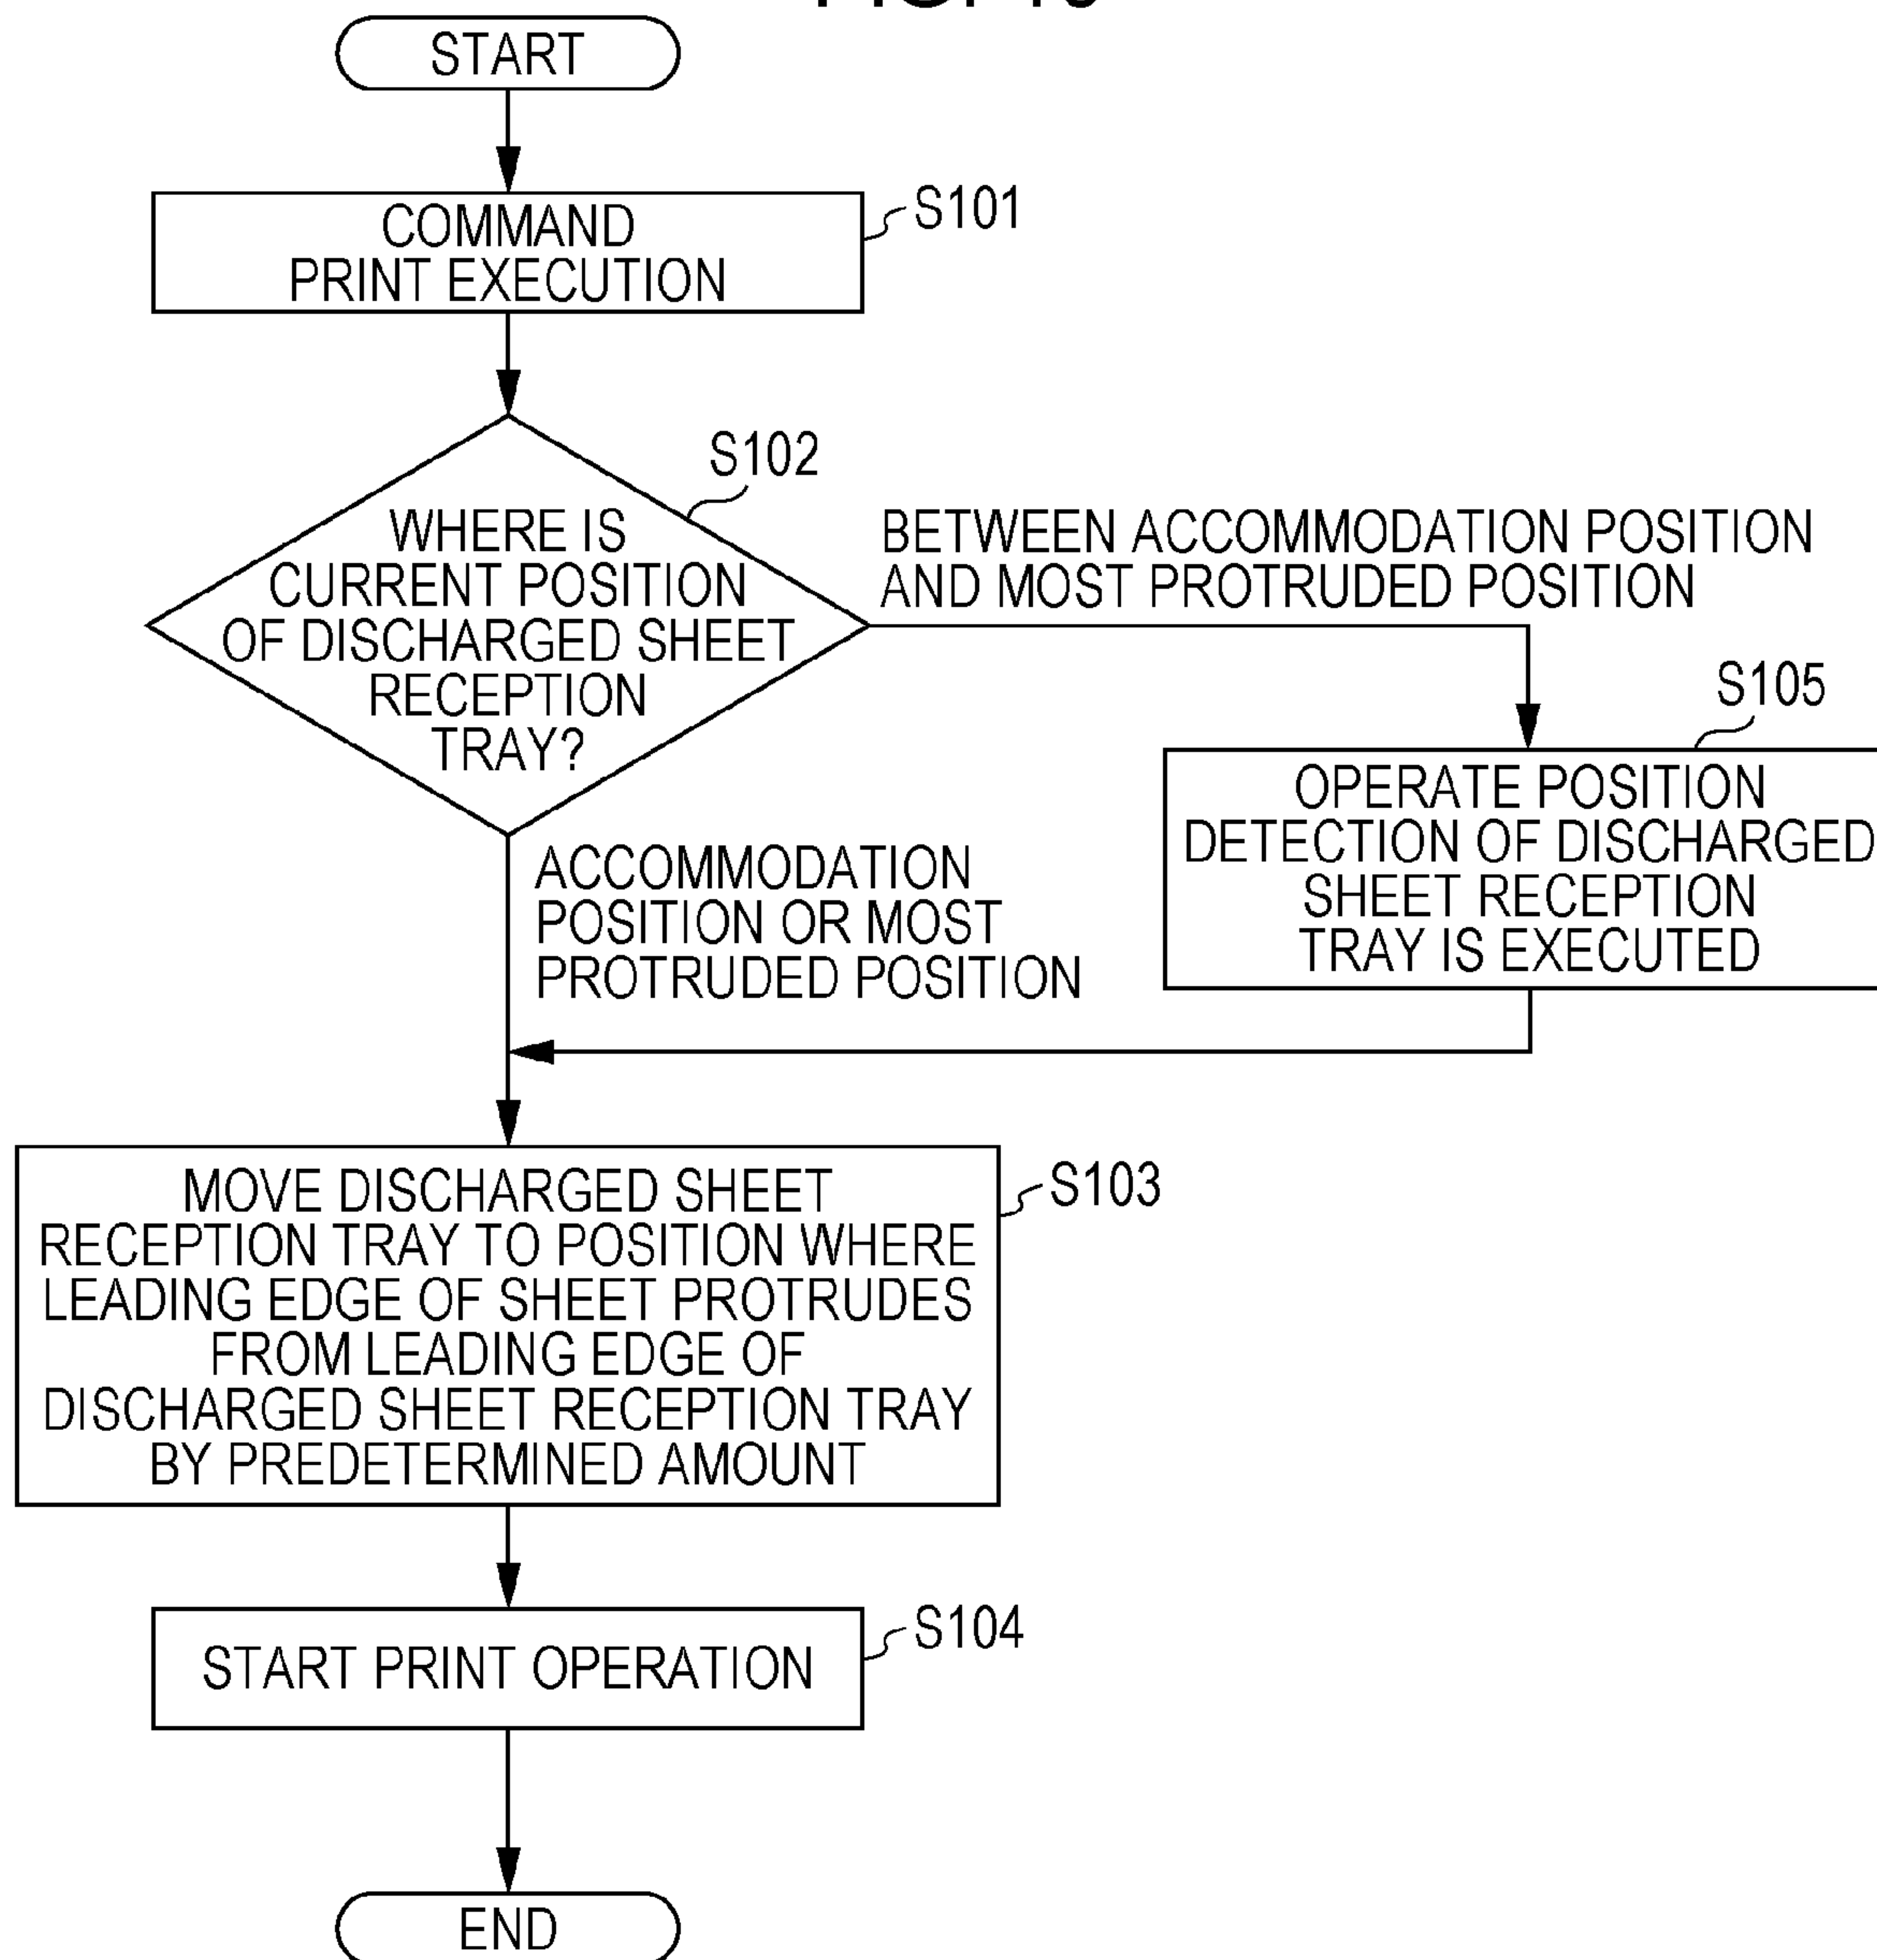 START
COMMAND
PRINT EXECUTION
S101
S102
WHERE IS
CURRENT POSITION
OF DISCHARGED SHEET
RECEPTION
TRAY?
BETWEEN ACCOMMODATION POSITION
AND MOST PROTRUDED POSITION
S105
OPERATE POSITION
DETECTION OF DISCHARGED
SHEET RECEPTION
TRAY IS EXECUTED
ACCOMMODATION
POSITION OR MOST
PROTRUDED POSITION
MOVE DISCHARGED SHEET
RECEPTION TRAY TO POSITION WHERE
LEADING EDGE OF SHEET PROTRUDES
FROM LEADING EDGE OF
DISCHARGED SHEET RECEPTION TRAY
BY PREDETERMINED AMOUNT
S103
START PRINT OPERATION
S104
END